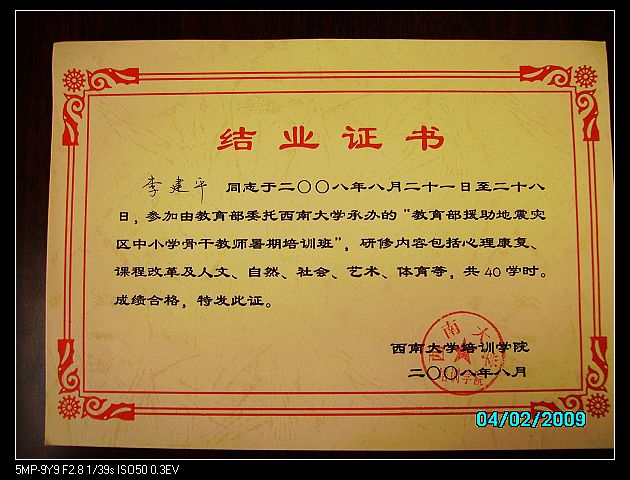 结业证书
李建平 同志于二〇〇八年八月二十一日至二十八
日，参加由教育部委托西南大学承办的“教育部援助地震灾
区中小学骨干教师暑期培训班”，研修内容包括心理康复、
课程改革及人文、自然、社会、艺术、体育等，共40学时。
成绩合格，特发此证。
西南大学培训学院
二〇〇八年八月
04/02/2009
5MP-9Y9 F2.8 1/39s ISO50 0.3EV